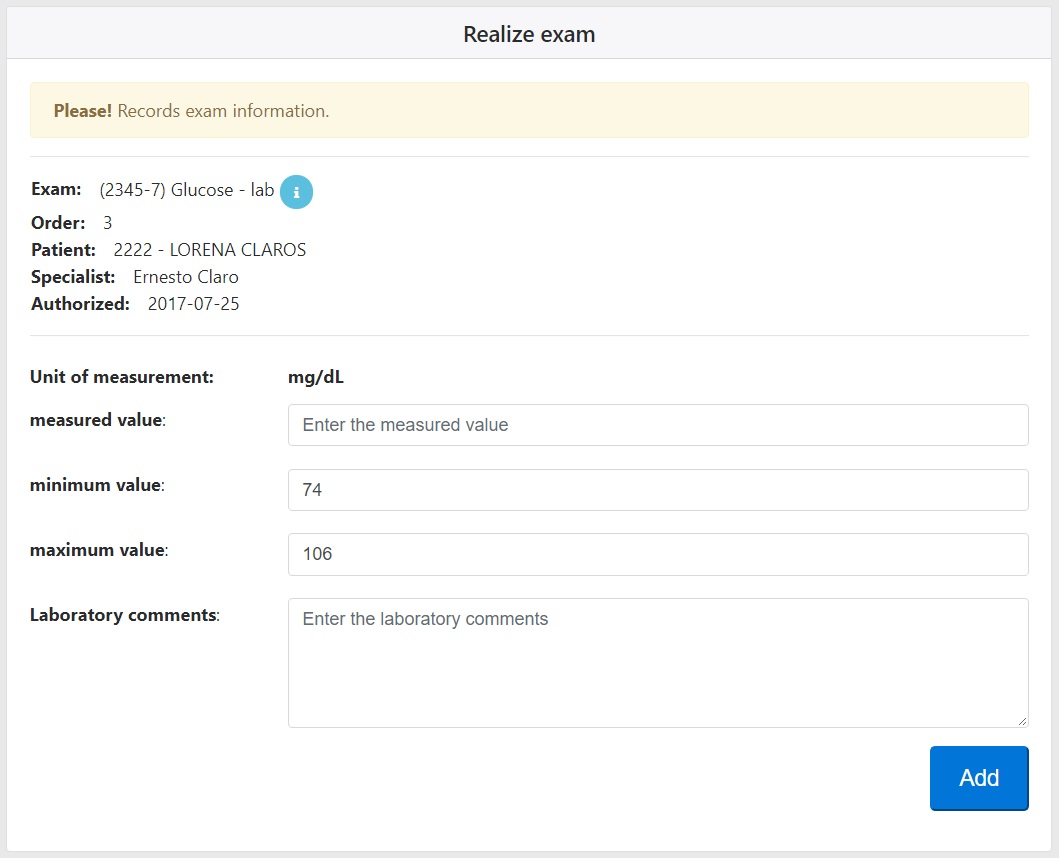 Realize exam
Please! Records exam information.
Exam: (2345-7) Glucose - lab i
Order: 3
Patient: 2222 - LORENA CLAROS
Specialist: Ernesto Claro
Authorized: 2017-07-25
Unit of measurement: mg/dL
measured value: Enter the measured value
minimum value: 74
maximum value: 106
Laboratory comments: Enter the laboratory comments
Add